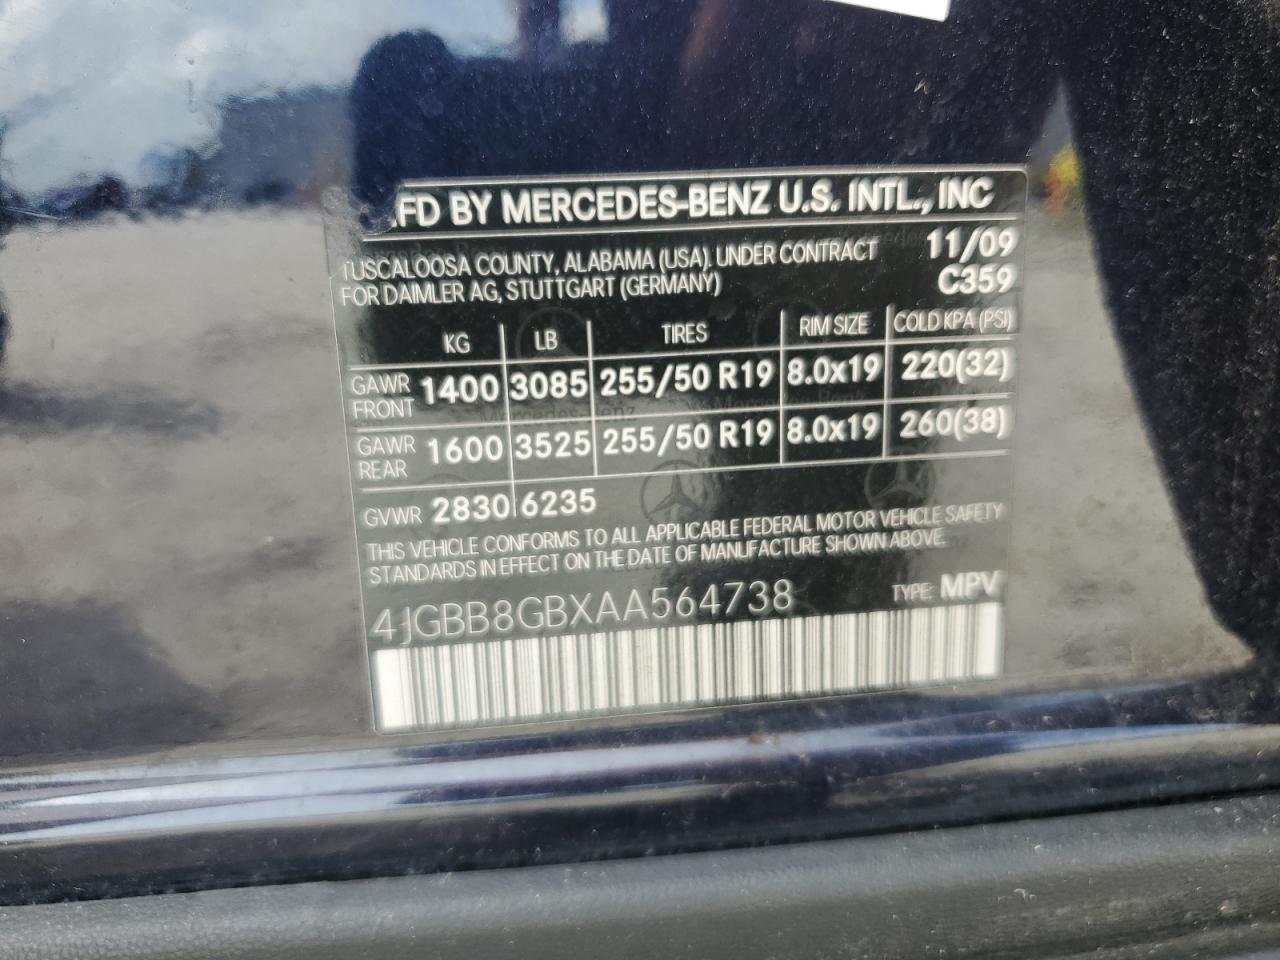 MFD BY MERCEDES-BENZ U.S. INTL., INC
TUSCALOOSA COUNTY, ALABAMA (USA). UNDER CONTRACT 11/09
FOR DAIMLER AG, STUTTGART (GERMANY) C359
KG LB TIRES RIM SIZE COLD KPA (PSI)
GAWR FRONT 1400 3085 255/50 R19 8.0x19 220(32)
GAWR REAR 1600 3525 255/50 R19 8.0x19 260(38)
GVWR 2830 6235
THIS VEHICLE CONFORMS TO ALL APPLICABLE FEDERAL MOTOR VEHICLE SAFETY
STANDARDS IN EFFECT ON THE DATE OF MANUFACTURE SHOWN ABOVE.
4JGBB8GBXAA564738 TYPE: MPV